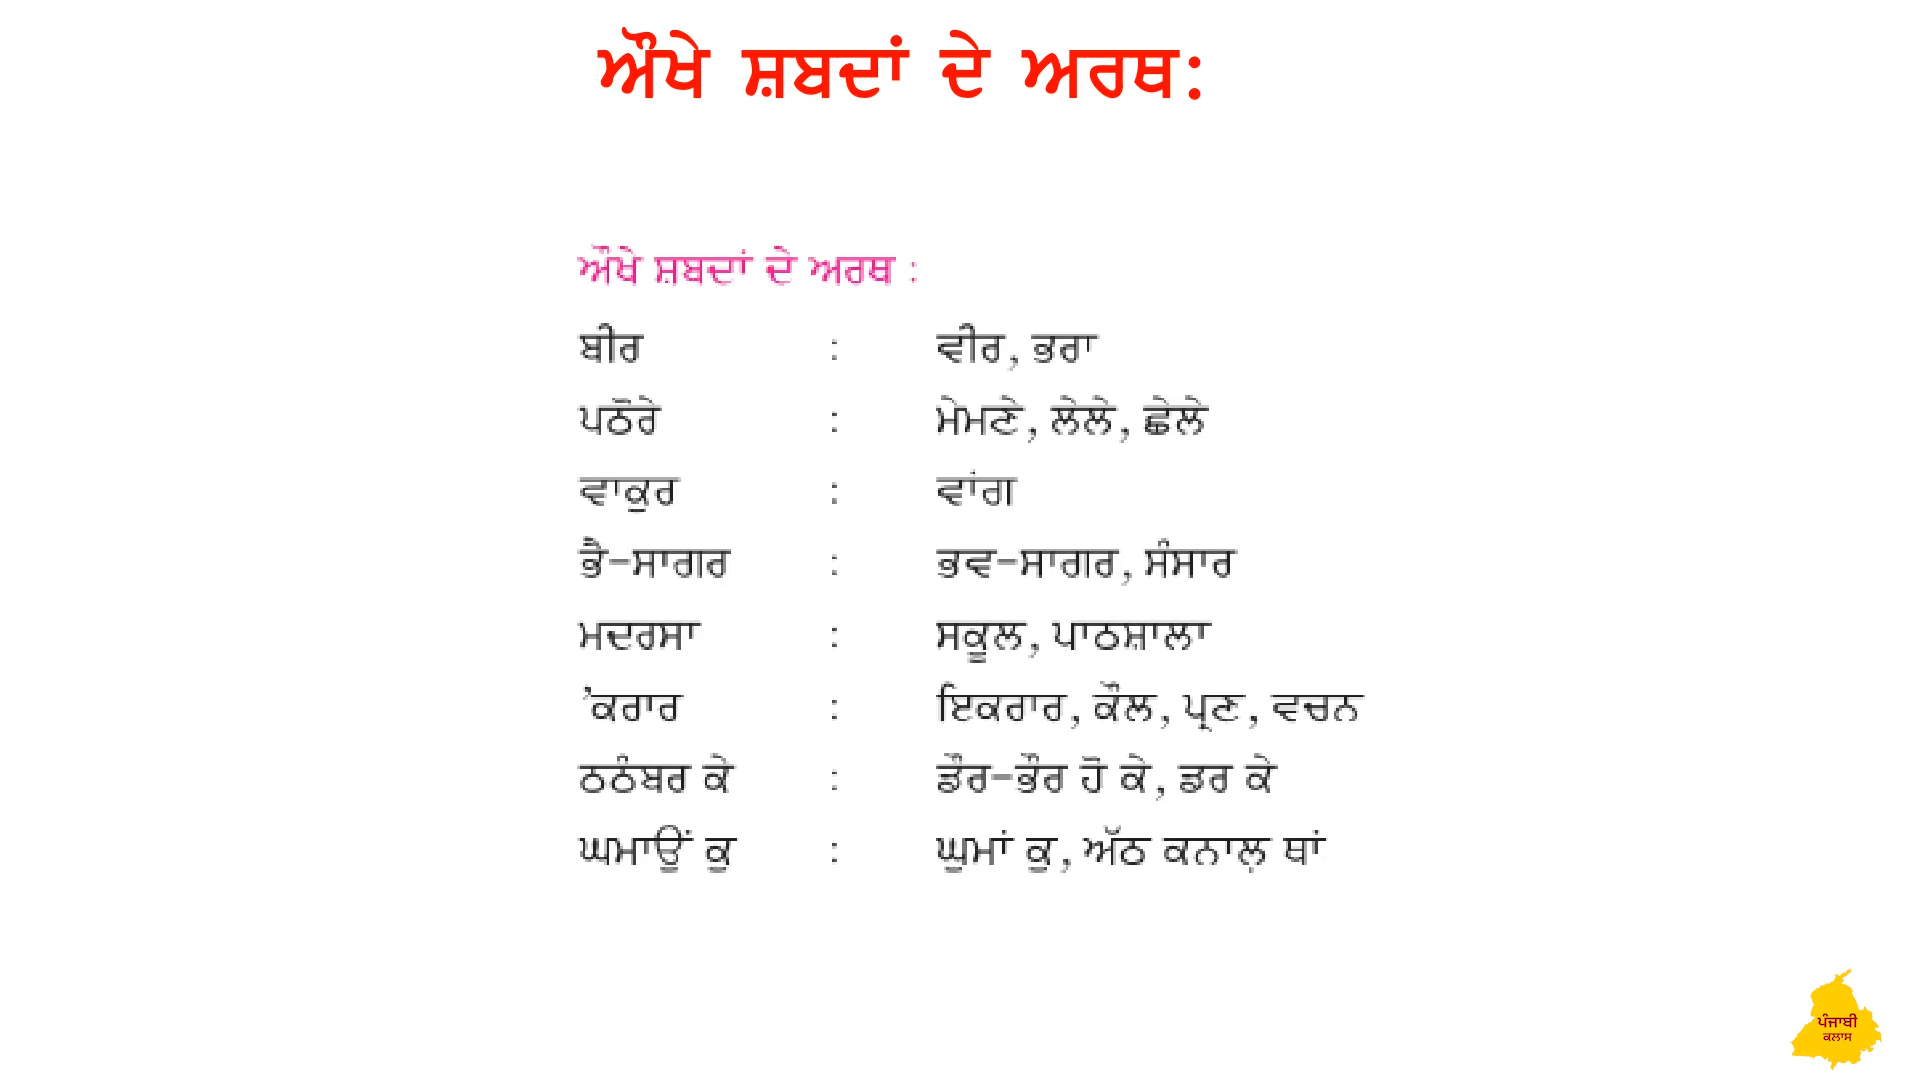 ਔਖੇ ਸ਼ਬਦਾਂ ਦੇ ਅਰਥ:
ਔਖੇ ਸ਼ਬਦਾਂ ਦੇ ਅਰਥ :
ਬੀਰ : ਵੀਰ, ਭਰਾ
ਪਠੋਰੇ : ਮੇਮਣੇ, ਲੇਲੇ, ਛੇਲੇ
ਵਾਕੁਰ : ਵਾਂਗ
ਭੈ-ਸਾਗਰ : ਭਵ-ਸਾਗਰ, ਸੰਸਾਰ
ਮਦਰਸਾ : ਸਕੂਲ, ਪਾਠਸ਼ਾਲਾ
'ਕਰਾਰ : ਇਕਰਾਰ, ਕੌਲ, ਪ੍ਰਣ, ਵਚਨ
ਠਠੰਬਰ ਕੇ : ਡੌਰ-ਭੌਰ ਹੋ ਕੇ, ਡਰ ਕੇ
ਘਮਾਉਂ ਕੁ : ਘੁਮਾਂ ਕੁ, ਅੱਠ ਕਨਾਲ਼ ਥਾਂ
ਪੰਜਾਬੀ
ਕਲਾਸ